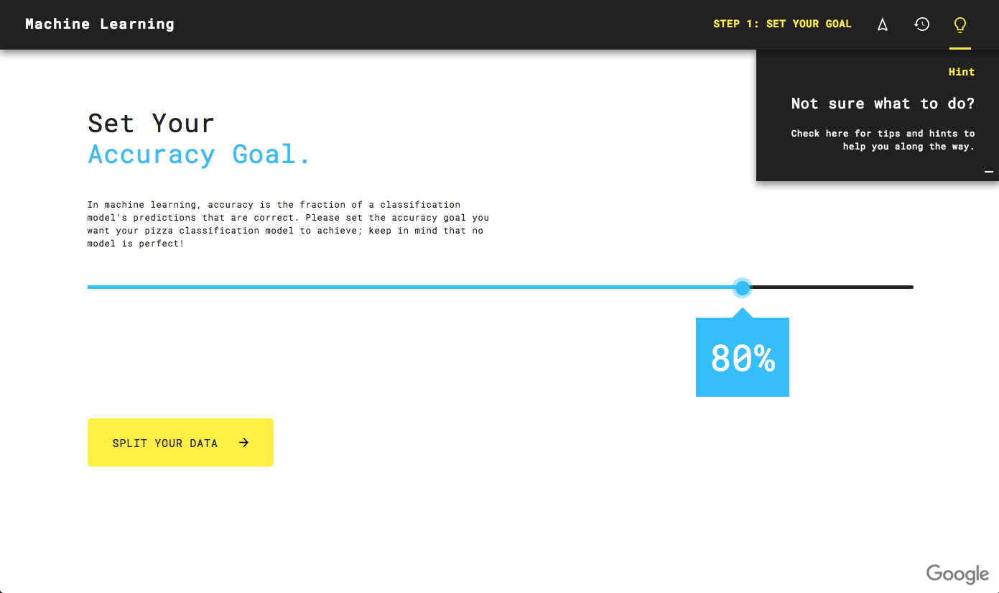 Machine Learning
STEP 1: SET YOUR GOAL
Hint
Not sure what to do?
Check here for tips and hints to
help you along the way.
Set Your
Accuracy Goal.
In machine learning, accuracy is the fraction of a classification
model's predictions that are correct. Please set the accuracy goal you
want your pizza classification model to achieve; keep in mind that no
model is perfect!
80%
SPLIT YOUR DATA
Google